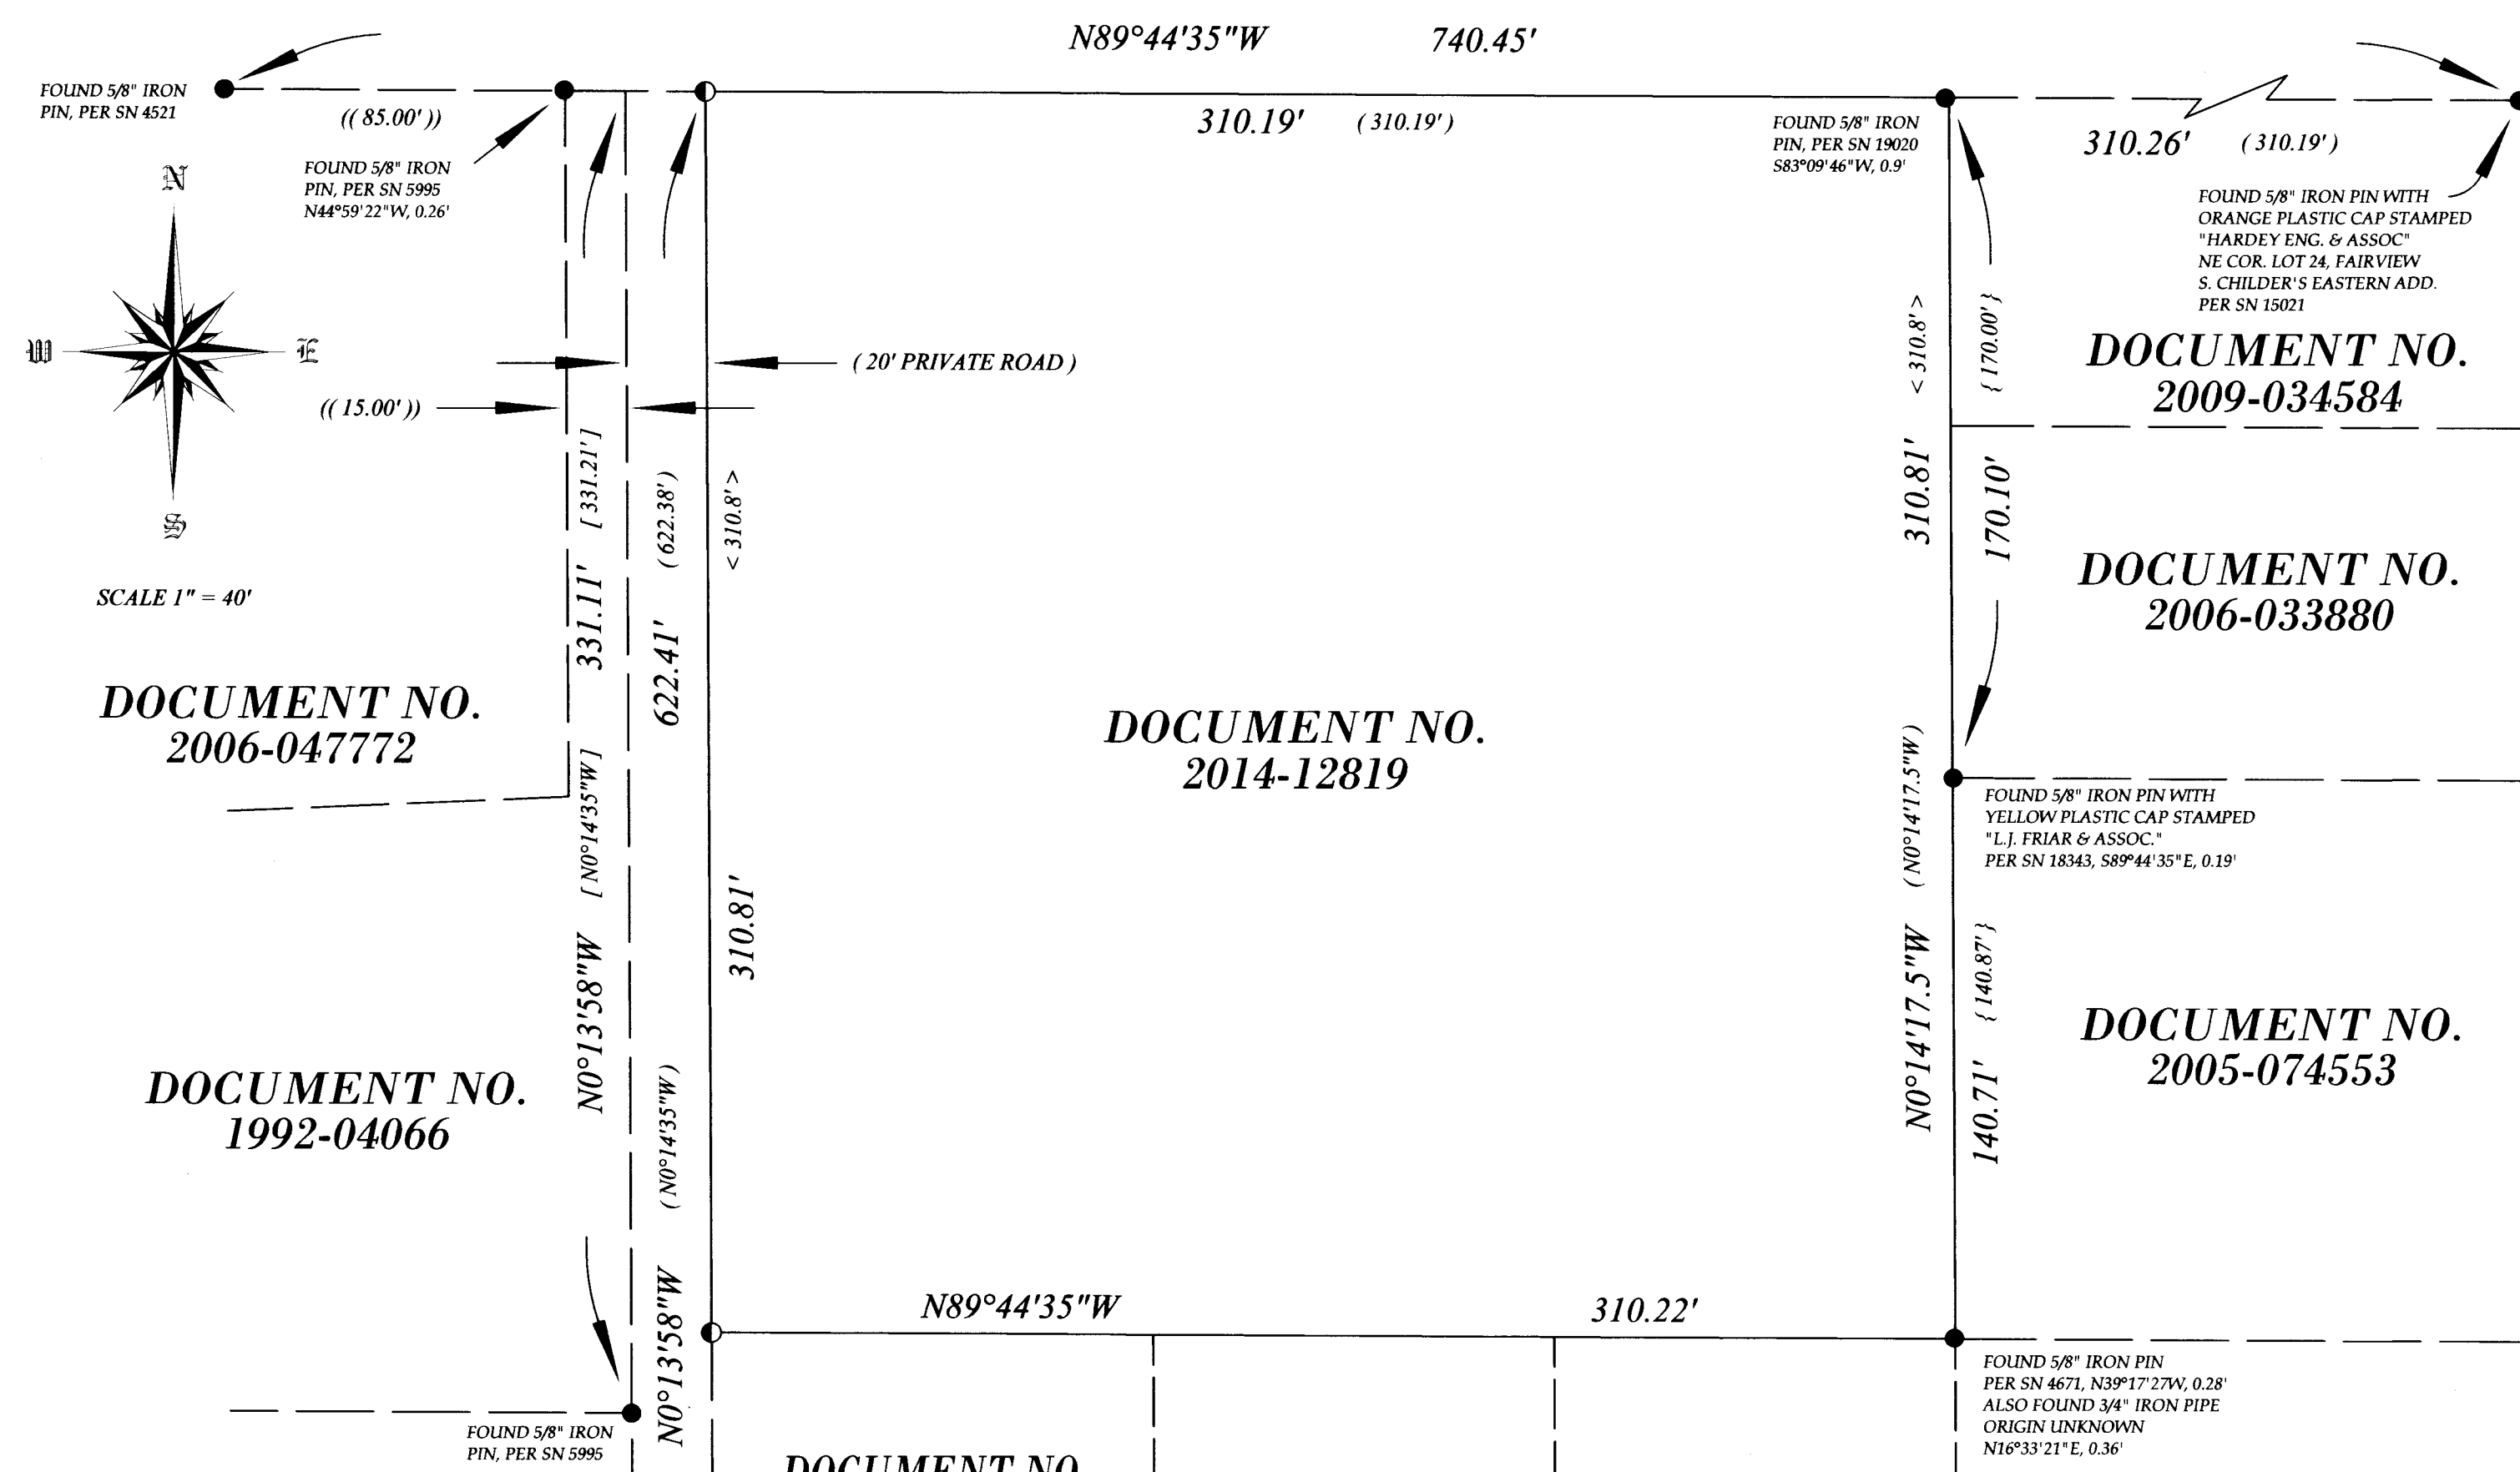 N89°44'35"W 740.45'
FOUND 5/8" IRON
PIN, PER SN 4521
(( 85.00' ))
310.19' ( 310.19' )
FOUND 5/8" IRON
PIN, PER SN 19020
S83°09'46"W, 0.9'
310.26' ( 310.19' )
FOUND 5/8" IRON
PIN, PER SN 5995
N44°59'22"W, 0.26'
FOUND 5/8" IRON PIN WITH
ORANGE PLASTIC CAP STAMPED
"HARDEY ENG. & ASSOC"
NE COR. LOT 24, FAIRVIEW
S. CHILDER'S EASTERN ADD.
PER SN 15021
N
W
E
S
SCALE 1" = 40'
( 20' PRIVATE ROAD )
(( 15.00' ))
DOCUMENT NO.
2009-034584
N0°13'58"W [ N0°14'35"W ] 331.11' [ 331.21' ]
N0°13'58"W ( N0°14'35"W ) 622.41' ( 622.38' )
310.81' < 310.8' >
N0°14'17.5"W ( N0°14'17.5"W ) 310.81' < 310.8' >
170.10' { 170.00' }
DOCUMENT NO.
2006-033880
DOCUMENT NO.
2006-047772
DOCUMENT NO.
2014-12819
FOUND 5/8" IRON PIN WITH
YELLOW PLASTIC CAP STAMPED
"L.J. FRIAR & ASSOC."
PER SN 18343, S89°44'35"E, 0.19'
140.71' { 140.87' }
DOCUMENT NO.
2005-074553
DOCUMENT NO.
1992-04066
N89°44'35"W 310.22'
FOUND 5/8" IRON
PIN, PER SN 5995
FOUND 5/8" IRON PIN
PER SN 4671, N39°17'27W, 0.28'
ALSO FOUND 3/4" IRON PIPE
ORIGIN UNKNOWN
N16°33'21"E, 0.36'
DOCUMENT NO.